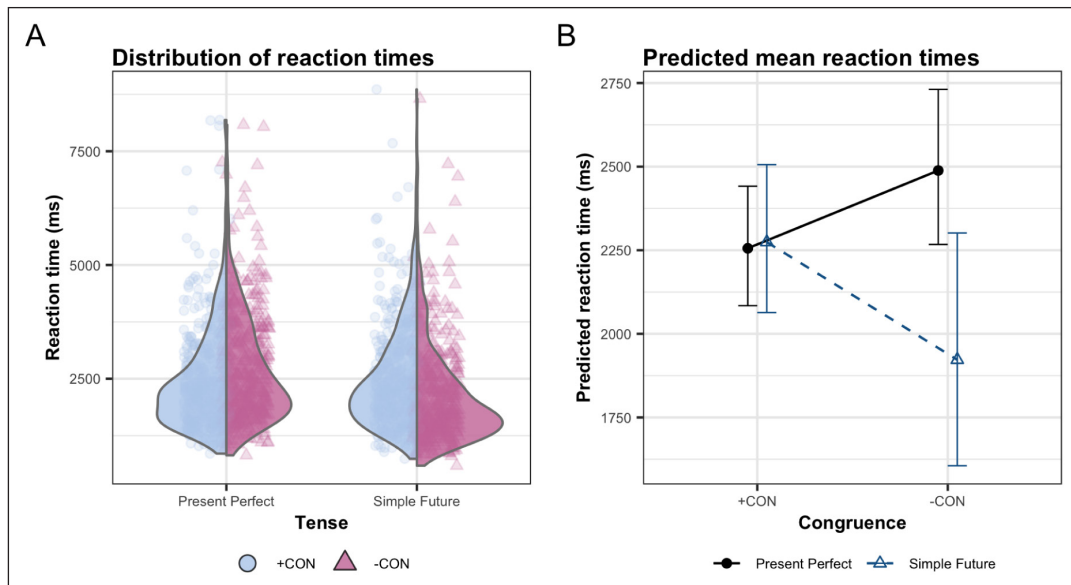 A
Distribution of reaction times
Reaction time (ms)
7500
5000
2500
Present Perfect
Simple Future
Tense
+CON
-CON
B
Predicted mean reaction times
Predicted reaction time (ms)
2750
2500
2250
2000
1750
+CON
-CON
Congruence
Present Perfect
Simple Future